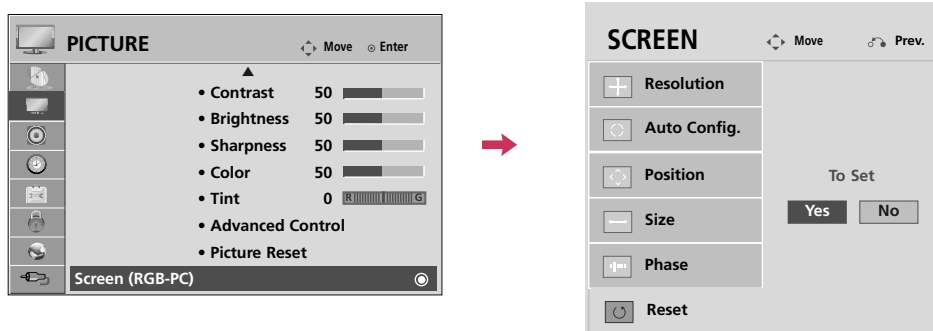 PICTURE Move Enter
• Contrast 50
• Brightness 50
• Sharpness 50
• Color 50
• Tint 0 R G
• Advanced Control
• Picture Reset
Screen (RGB-PC)
SCREEN Move Prev.
Resolution
Auto Config.
Position
Size
Phase
Reset
To Set
Yes No